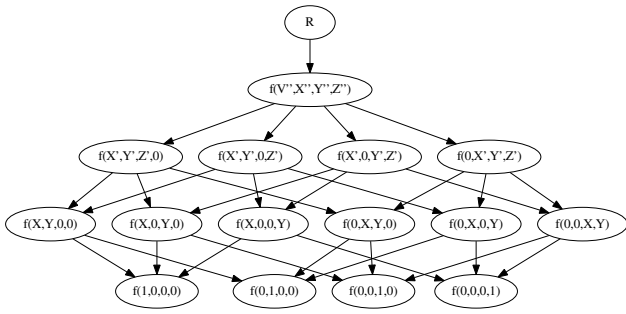 R
f(V'',X'',Y'',Z'')
f(X',Y',Z',0) f(X',Y',0,Z') f(X',0,Y',Z') f(0,X',Y',Z')
f(X,Y,0,0) f(X,0,Y,0) f(X,0,0,Y) f(0,X,Y,0) f(0,X,0,Y) f(0,0,X,Y)
f(1,0,0,0) f(0,1,0,0) f(0,0,1,0) f(0,0,0,1)